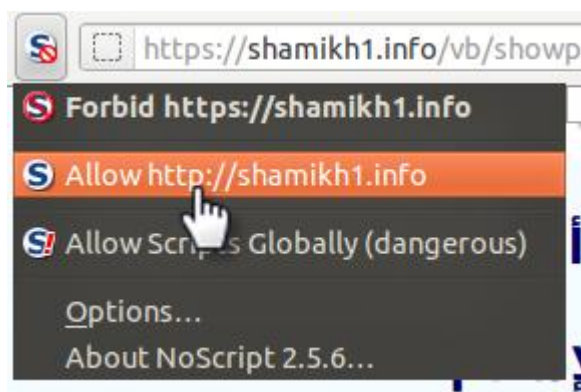 https://shamikh1.info/vb/showp
Forbid https://shamikh1.info
Allow http://shamikh1.info
Allow Scripts Globally (dangerous)
Options...
About NoScript 2.5.6...